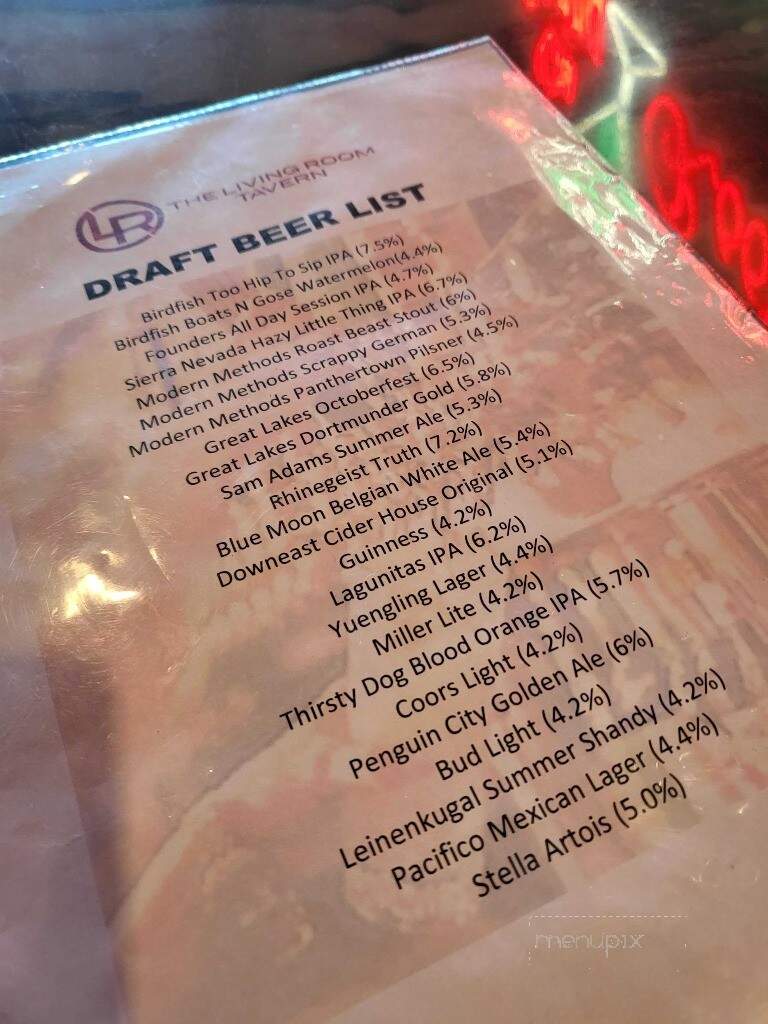 LR
THE LIVING ROOM
TAVERN
DRAFT BEER LIST
Birdfish Too Hip To Sip IPA (7.5%)
Birdfish Boats N Gose Watermelon(4.4%)
Founders All Day Session IPA (4.7%)
Sierra Nevada Hazy Little Thing IPA (6.7%)
Modern Methods Roast Beast Stout (6%)
Modern Methods Scrappy German (5.3%)
Modern Methods Panthertown Pilsner (4.5%)
Great Lakes Octoberfest (6.5%)
Great Lakes Dortmunder Gold (5.8%)
Sam Adams Summer Ale (5.3%)
Rhinegeist Truth (7.2%)
Blue Moon Belgian White Ale (5.4%)
Downeast Cider House Original (5.1%)
Guinness (4.2%)
Lagunitas IPA (6.2%)
Yuengling Lager (4.4%)
Miller Lite (4.2%)
Thirsty Dog Blood Orange IPA (5.7%)
Coors Light (4.2%)
Penguin City Golden Ale (6%)
Bud Light (4.2%)
Leinenkugal Summer Shandy (4.2%)
Pacifico Mexican Lager (4.4%)
Stella Artois (5.0%)
menupix